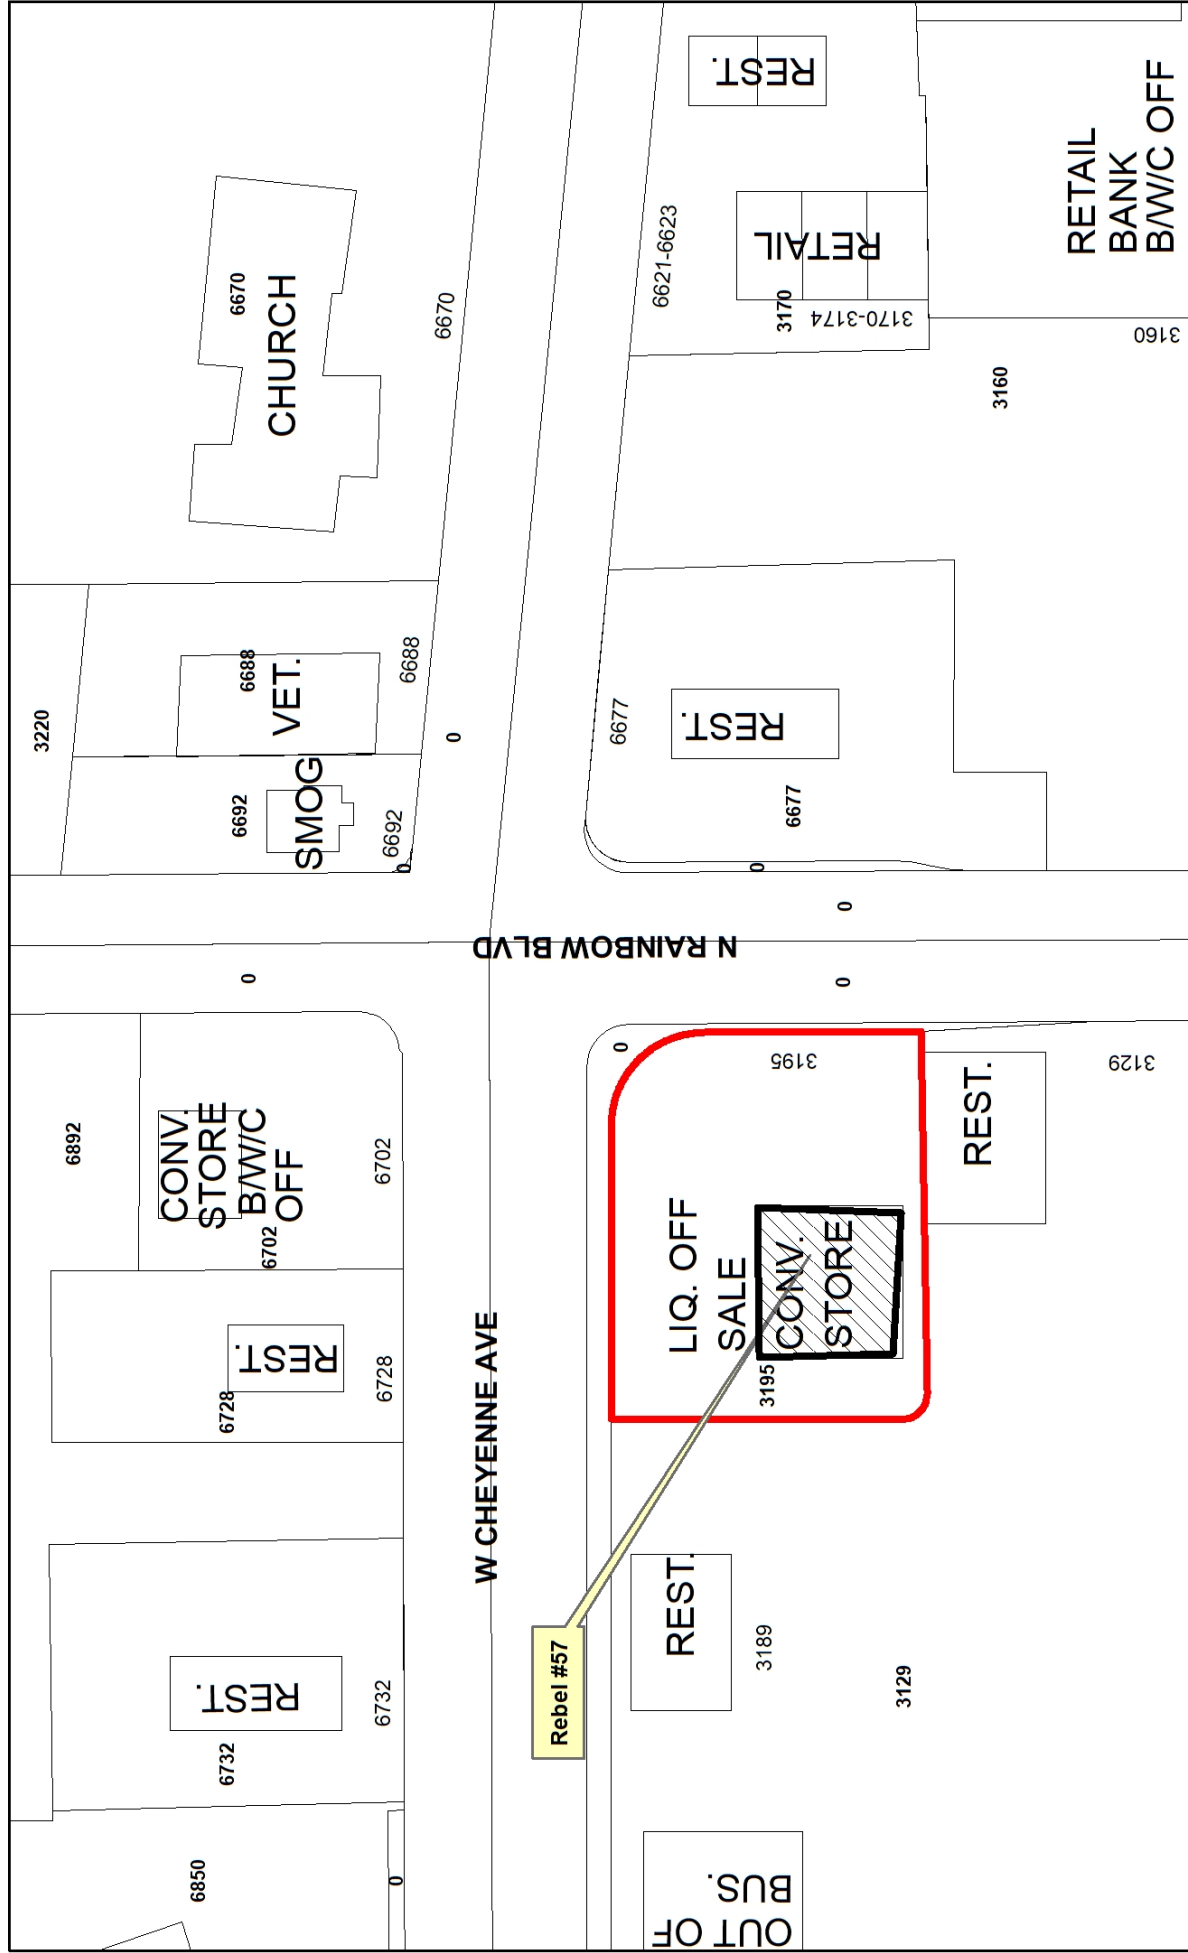 6850
6732
REST.
6732
6728
REST.
6728
6892
CONV.
STORE
B/W/C
OFF
6702
6702
3220
6692
SMOG
6692
6688
VET.
6688
6670
CHURCH
6670
0
0
0
0
W CHEYENNE AVE
N RAINBOW BLVD
Rebel #57
OUT OF
BUS.
REST.
3189
3129
LIQ. OFF
SALE
CONV.
STORE
3195
3195
0
REST.
3129
0
0
0
6677
REST.
6677
6621-6623
RETAIL
3170
3170-3174
REST.
3160
3160
RETAIL
BANK
B/W/C OFF